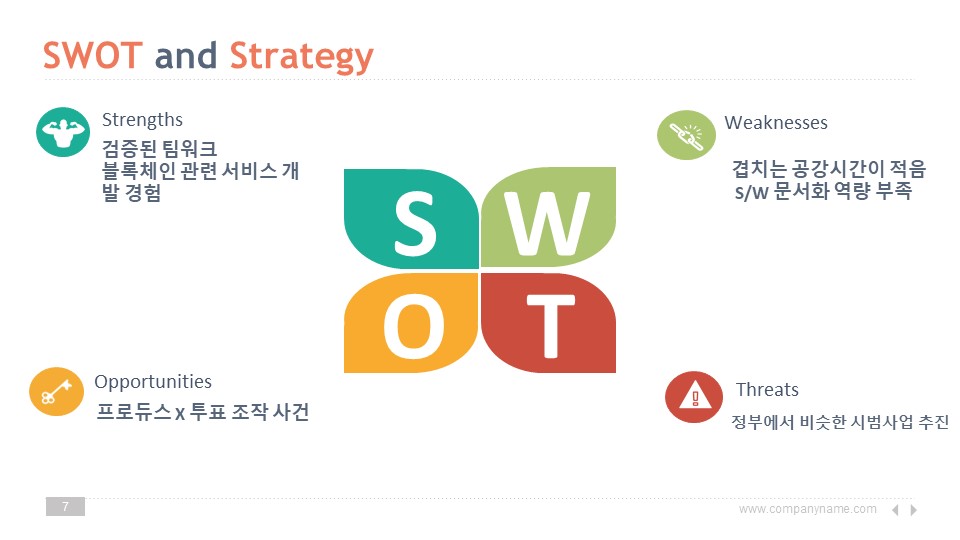 SWOT and Strategy
Strengths
검증된 팀워크
블록체인 관련 서비스 개
발 경험
Weaknesses
겹치는 공강시간이 적음
S/W 문서화 역량 부족
S W
O T
Opportunities
프로듀스 X 투표 조작 사건
Threats
정부에서 비슷한 시범사업 추진
7
www.companyname.com